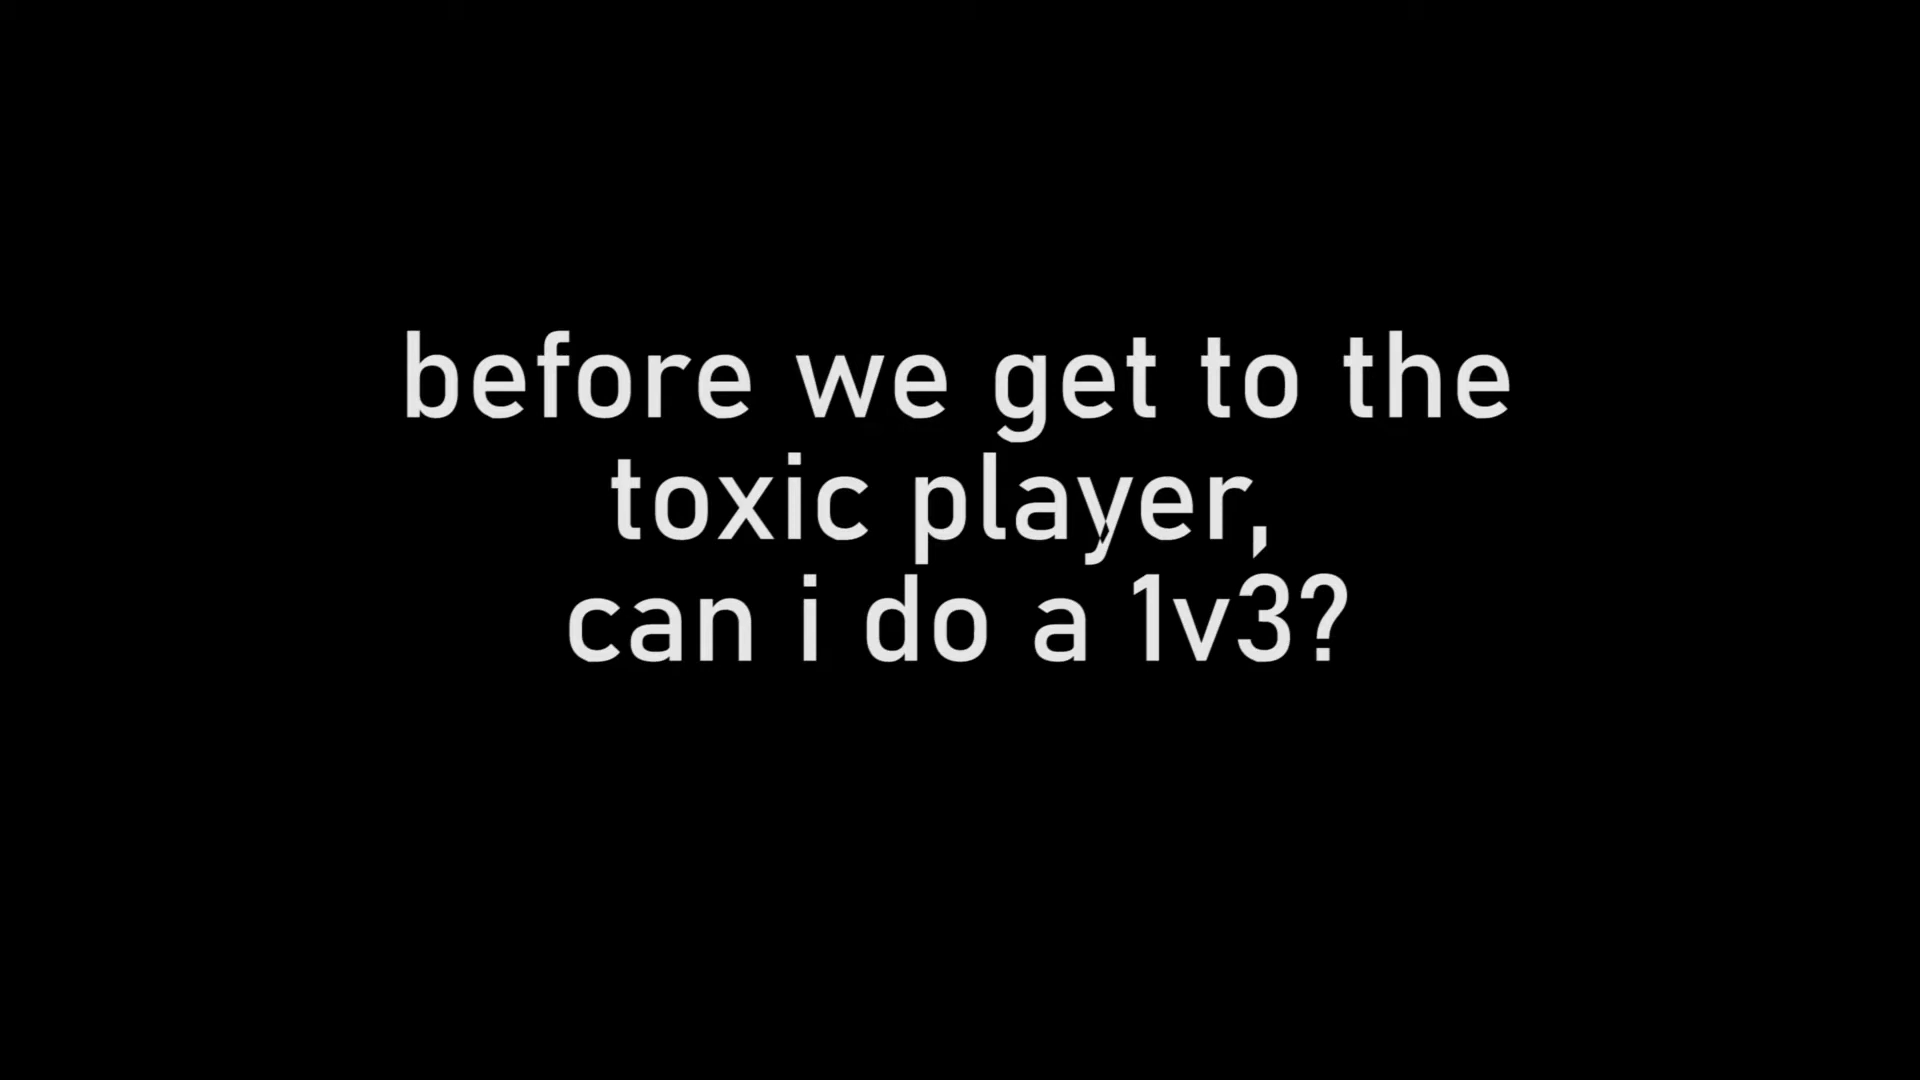 before we get to the
toxic player,
can i do a 1v3?